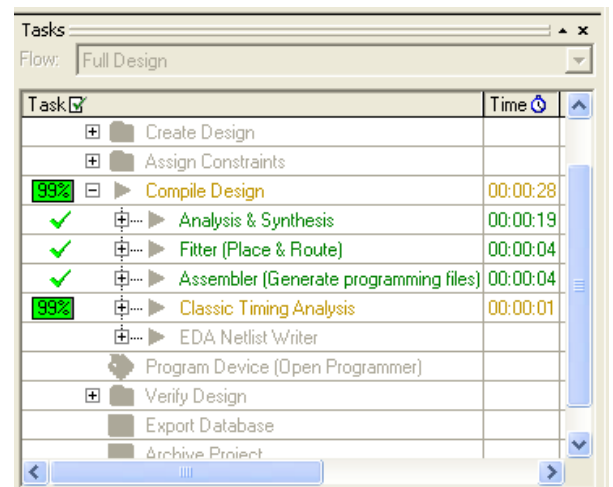 Tasks
Flow: Full Design
Task Time
Create Design
Assign Constraints
99% Compile Design 00:00:28
Analysis & Synthesis 00:00:19
Fitter (Place & Route) 00:00:04
Assembler (Generate programming files) 00:00:04
99% Classic Timing Analysis 00:00:01
EDA Netlist Writer
Program Device (Open Programmer)
Verify Design
Export Database
Archive Project